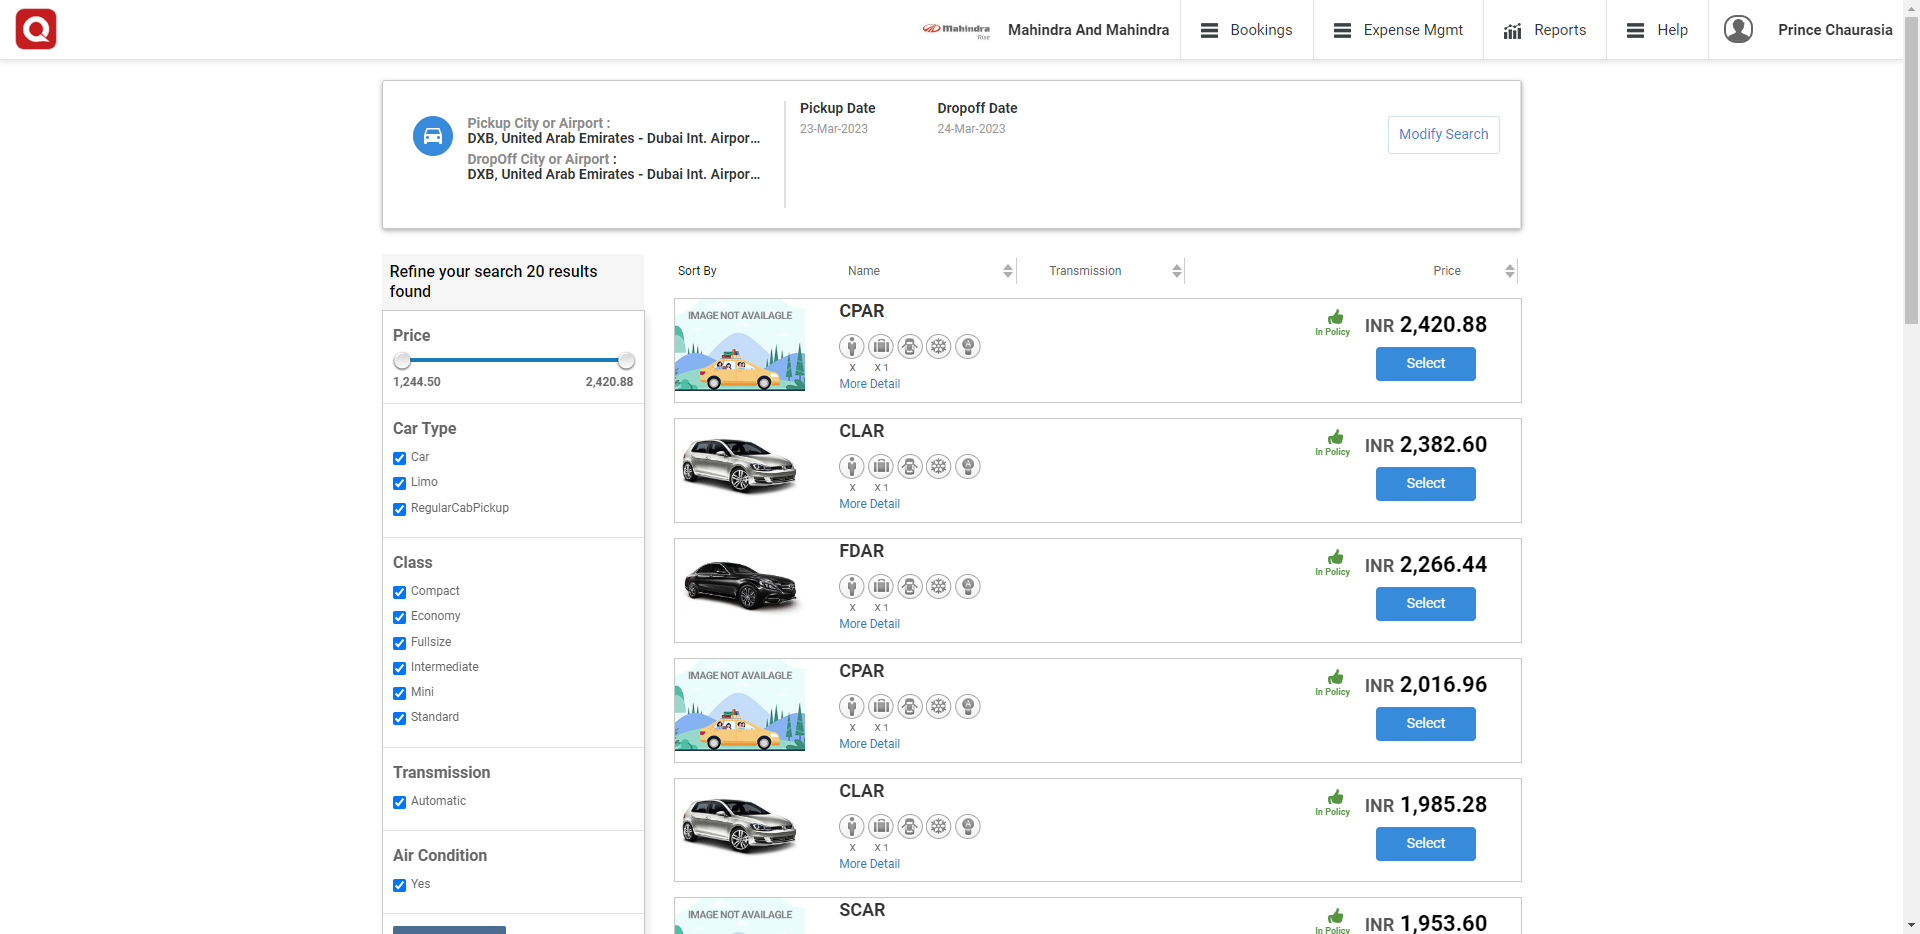 Mahindra
Rise
Mahindra And Mahindra
Bookings
Expense Mgmt
Reports
Help
Prince Chaurasia
Pickup City or Airport :
DXB, United Arab Emirates - Dubai Int. Airpor...
DropOff City or Airport :
DXB, United Arab Emirates - Dubai Int. Airpor...
Pickup Date
23-Mar-2023
Dropoff Date
24-Mar-2023
Modify Search
Refine your search 20 results
found
Price
1,244.50 2,420.88
Car Type
Car
Limo
RegularCabPickup
Class
Compact
Economy
Fullsize
Intermediate
Mini
Standard
Transmission
Automatic
Air Condition
Yes
Sort By Name Transmission Price
IMAGE NOT AVAILAGLE
CPAR
X X 1
More Detail
In Policy
INR 2,420.88
Select
CLAR
X X 1
More Detail
In Policy
INR 2,382.60
Select
FDAR
X X 1
More Detail
In Policy
INR 2,266.44
Select
IMAGE NOT AVAILAGLE
CPAR
X X 1
More Detail
In Policy
INR 2,016.96
Select
CLAR
X X 1
More Detail
In Policy
INR 1,985.28
Select
IMAGE NOT AVAILAGLE
SCAR
In Policy
INR 1,953.60